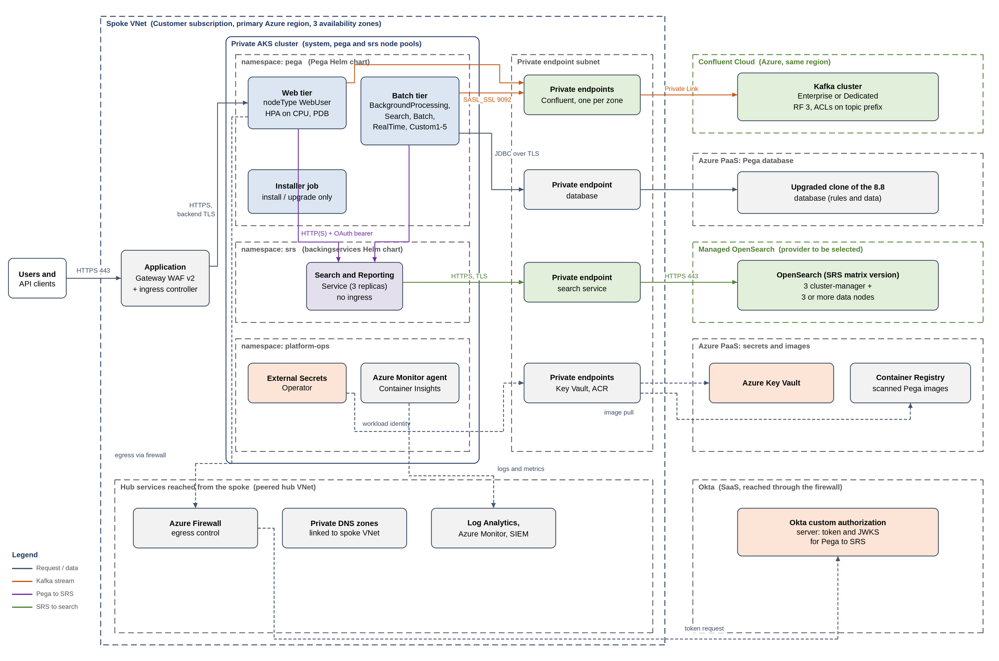 Spoke VNet (Customer subscription, primary Azure region, 3 availability zones)
Private AKS cluster (system, pega and srs node pools)
namespace: pega (Pega Helm chart)
Web tier
nodeType WebUser
HPA on CPU, PDB
Batch tier
BackgroundProcessing,
Search, Batch,
RealTime, Custom1-5
SASL_SSL 9092
Private endpoint subnet
Private endpoints
Confluent, one per zone
Private Link
Confluent Cloud (Azure, same region)
Kafka cluster
Enterprise or Dedicated
RF 3, ACLs on topic prefix
JDBC over TLS
Installer job
install / upgrade only
Private endpoint
database
Azure PaaS: Pega database
Upgraded clone of the 8.8
database (rules and data)
HTTPS,
backend TLS
HTTP(S) + OAuth bearer
Users and
API clients
HTTPS 443
Application
Gateway WAF v2
+ ingress controller
namespace: srs (backingservices Helm chart)
Search and Reporting
Service (3 replicas)
no ingress
HTTPS, TLS
Private endpoint
search service
HTTPS 443
Managed OpenSearch (provider to be selected)
OpenSearch (SRS matrix version)
3 cluster-manager +
3 or more data nodes
namespace: platform-ops
External Secrets
Operator
Azure Monitor agent
Container Insights
workload identity
Private endpoints
Key Vault, ACR
image pull
Azure PaaS: secrets and images
Azure Key Vault
Container Registry
scanned Pega images
egress via firewall
logs and metrics
Hub services reached from the spoke (peered hub VNet)
Azure Firewall
egress control
Private DNS zones
linked to spoke VNet
Log Analytics,
Azure Monitor, SIEM
Okta (SaaS, reached through the firewall)
Okta custom authorization
server: token and JWKS
for Pega to SRS
token request
Legend
Request / data
Kafka stream
Pega to SRS
SRS to search